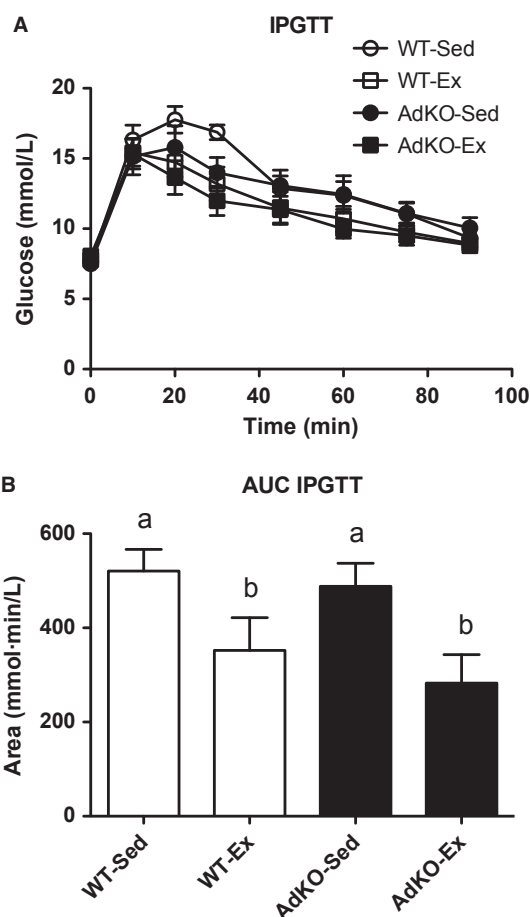 A
IPGTT
WT-Sed
WT-Ex
AdKO-Sed
AdKO-Ex
Glucose (mmol/L)
20
15
10
5
0
0 20 40 60 80 100
Time (min)
B
AUC IPGTT
Area (mmol·min/L)
600
400
200
0
a
b
a
b
WT-Sed
WT-Ex
AdKO-Sed
AdKO-Ex